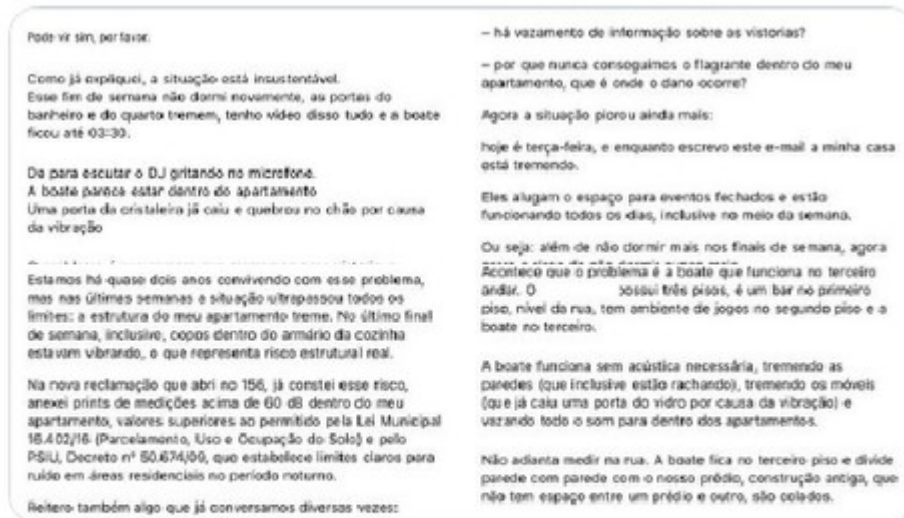 Pode vir sim, por favor.
Como já expliquei, a situação está insustentável.
Esse fim de semana não dormi novamente, as portas do
banheiro e do quarto tremem, tenho vídeo disso tudo e a boate
ficou até 03:30.
Da para escutar o DJ gritando no microfone.
A boate parece estar dentro do apartamento
Uma porta da cristaleira já caiu e quebrou no chão por causa
da vibração
Estamos há quase dois anos convivendo com esse problema,
mas nas últimas semanas a situação ultrapassou todos os
limites: a estrutura do meu apartamento treme. No último final
de semana, inclusive, copos dentro do armário da cozinha
estavam vibrando, o que representa risco estrutural real.
Na nova reclamação que abri no 156, já constei esse risco,
anexei prints de medições acima de 60 dB dentro do meu
apartamento, valores superiores ao permitido pela Lei Municipal
16.402/16 (Parcelamento, Uso e Ocupação do Solo) e pelo
PSIU, Decreto nº 50.674/09, que estabelece limites claros para
ruído em áreas residenciais no período noturno.
Reitero também algo que já conversamos diversas vezes:
– há vazamento de informação sobre as vistorias?
– por que nunca conseguimos o flagrante dentro do meu
apartamento, que é onde o dano ocorre?
Agora a situação piorou ainda mais:
hoje é terça-feira, e enquanto escrevo este e-mail a minha casa
está tremendo.
Eles alugam o espaço para eventos fechados e estão
funcionando todos os dias, inclusive no meio da semana.
Ou seja: além de não dormir mais nos finais de semana, agora
Acontece que o problema é a boate que funciona no terceiro
andar. O possui três pisos, é um bar no primeiro
piso, nível da rua, tem ambiente de jogos no segundo piso e a
boate no terceiro.
A boate funciona sem acústica necessária, tremendo as
paredes (que inclusive estão rachando), tremendo os móveis
(que já caiu uma porta do vidro por causa da vibração) e
vazando todo o som para dentro dos apartamentos.
Não adianta medir na rua. A boate fica no terceiro piso e divide
parede com parede com o nosso prédio, construção antiga, que
não tem espaço entre um prédio e outro, são colados.